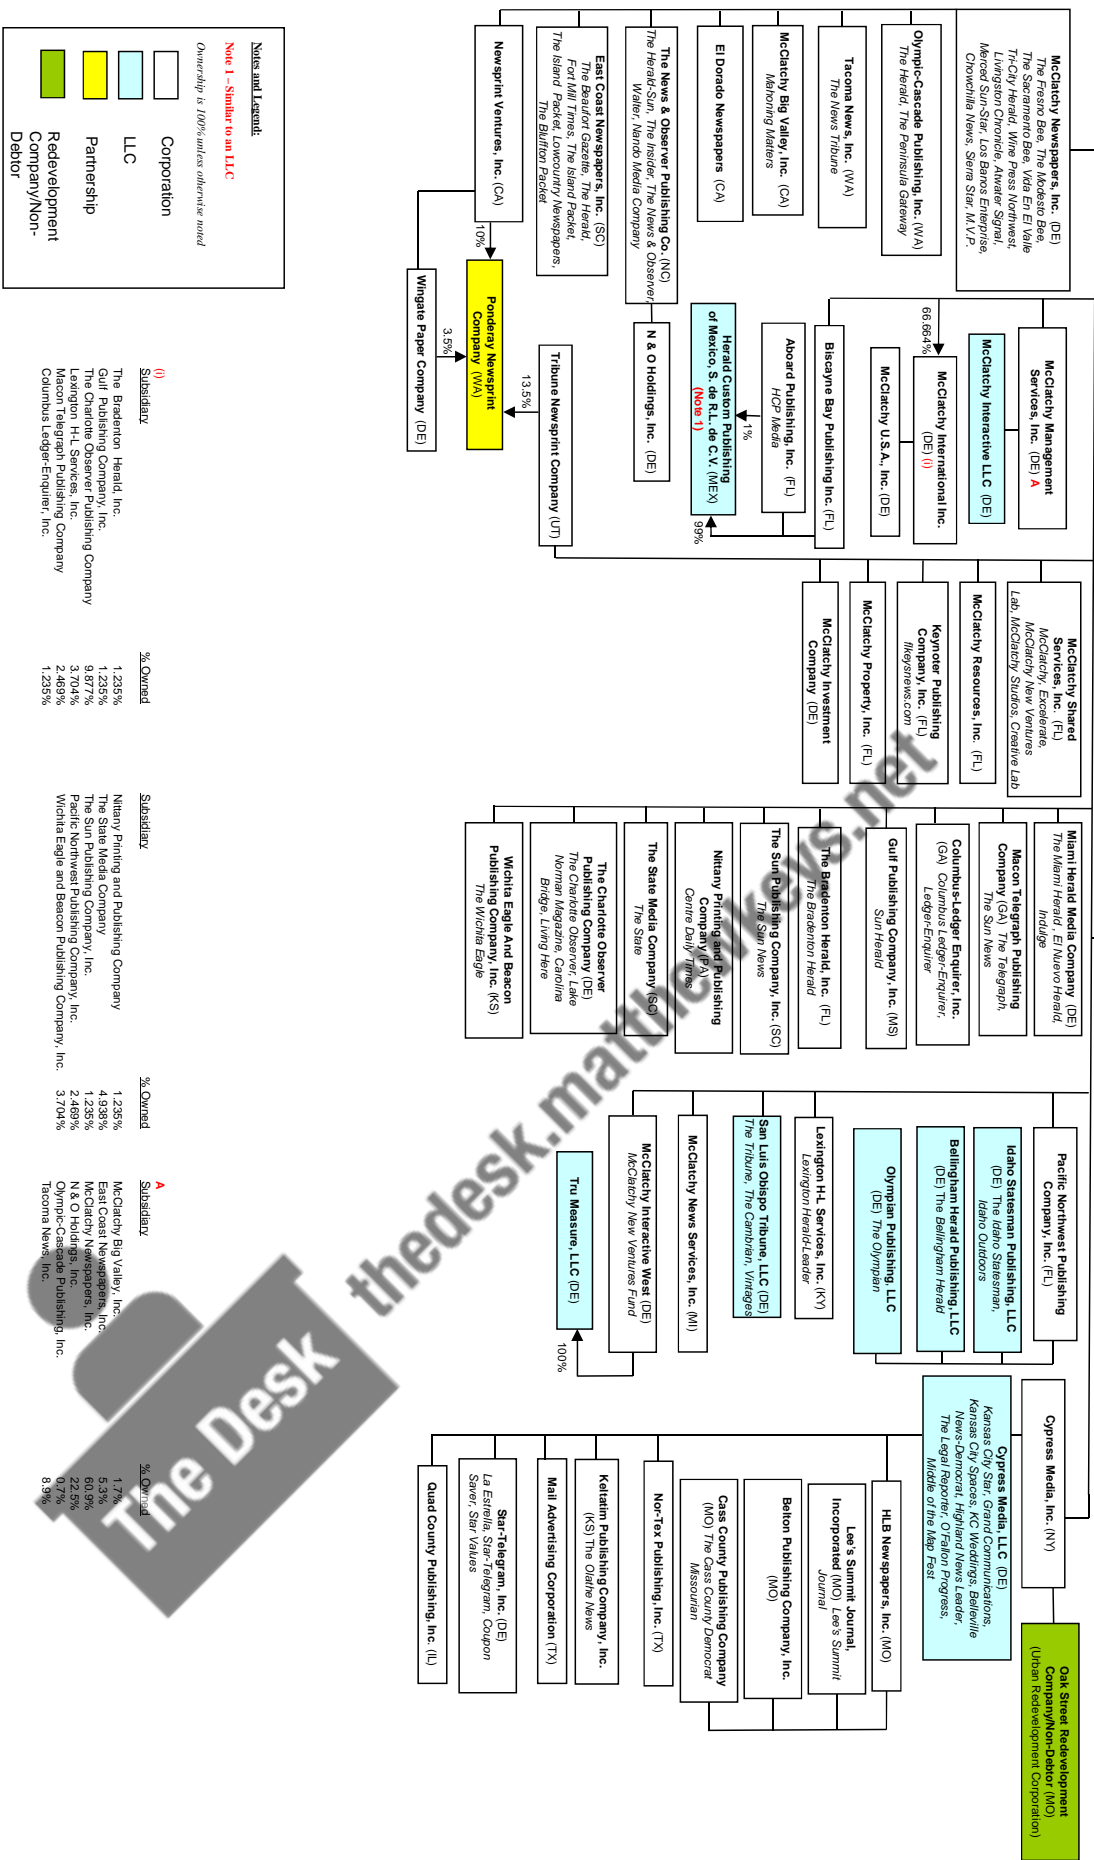 McClatchy Newspapers, Inc. (DE)
The Fresno Bee, The Modesto Bee,
The Sacramento Bee, Vida En El Valle
Tri-City Herald, Wine Press Northwest,
Livingston Chronicle, Atwater Signal,
Merced Sun-Star, Los Banos Enterprise,
Chowchilla News, Sierra Star, M.V.P.
Olympic-Cascade Publishing, Inc. (WA)
The Herald, The Peninsula Gateway
Tacoma News, Inc. (WA)
The News Tribune
McClatchy Big Valley, Inc. (CA)
Mahoning Matters
El Dorado Newspapers (CA)
The News & Observer Publishing Co. (NC)
The Herald-Sun, The Insider, The News & Observer,
Walter, Nando Media Company
East Coast Newspapers, Inc. (SC)
The Beaufort Gazette, The Herald,
Fort Mill Times, The Island Packet,
The Island Packet, Lowcountry Newspapers,
The Bluffton Packet
Newsprint Ventures, Inc. (CA)
McClatchy Management
Services, Inc. (DE) A
McClatchy Interactive LLC (DE)
66.664%
McClatchy International Inc.
(DE) (i)
McClatchy U.S.A., Inc. (DE)
Biscayne Bay Publishing Inc. (FL)
Aboard Publishing, Inc. (FL)
HCP Media
1%
99%
Herald Custom Publishing
of Mexico, S. de R.L. de C.V. (MEX)
(Note 1)
N & O Holdings, Inc. (DE)
Tribune Newsprint Company (UT)
13.5%
10%
Ponderay Newsprint
Company (WA)
3.5%
Wingate Paper Company (DE)
McClatchy Shared
Services, Inc. (FL)
McClatchy, Excelerate,
McClatchy New Ventures
Lab, McClatchy Studios, Creative Lab
McClatchy Resources, Inc. (FL)
Keynoter Publishing
Company, Inc. (FL)
flkeysnews.com
McClatchy Property, Inc. (FL)
McClatchy Investment
Company (DE)
Miami Herald Media Company (DE)
The Miami Herald, El Nuevo Herald,
Indulge
Macon Telegraph Publishing
Company (GA) The Telegraph,
The Sun News
Columbus-Ledger Enquirer, Inc.
(GA) Columbus Ledger-Enquirer,
Ledger-Enquirer
Gulf Publishing Company, Inc. (MS)
Sun Herald
The Bradenton Herald, Inc. (FL)
The Bradenton Herald
The Sun Publishing Company, Inc. (SC)
The Sun News
Nittany Printing and Publishing
Company (PA)
Centre Daily Times
The State Media Company (SC)
The State
The Charlotte Observer
Publishing Company (DE)
The Charlotte Observer, Lake
Norman Magazine, Carolina
Bridge, Living Here
Wichita Eagle And Beacon
Publishing Company, Inc. (KS)
The Wichita Eagle
Pacific Northwest Publishing
Company, Inc. (FL)
Idaho Statesman Publishing, LLC
(DE) The Idaho Statesman,
Idaho Outdoors
Bellingham Herald Publishing, LLC
(DE) The Bellingham Herald
Olympian Publishing, LLC
(DE) The Olympian
Lexington H-L Services, Inc. (KY)
Lexington Herald-Leader
San Luis Obispo Tribune, LLC (DE)
The Tribune, The Cambrian, Vintages
McClatchy News Services, Inc. (MI)
McClatchy Interactive West (DE)
McClatchy New Ventures Fund
Tru Measure, LLC (DE)
100%
Cypress Media, Inc. (NY)
Oak Street Redevelopment
Company/Non-Debtor (MO)
(Urban Redevelopment Corporation)
Cypress Media, LLC (DE)
Kansas City Star, Grand Communications,
Kansas City Spaces, KC Weddings, Belleville
News-Democrat, Highland News Leader,
The Legal Reporter, O'Fallon Progress,
Middle of the Map Fest
HLB Newspapers, Inc. (MO)
Lee's Summit Journal,
Incorporated (MO) Lee's Summit
Journal
Belton Publishing Company, Inc.
(MO)
Cass County Publishing Company
(MO) The Cass County Democrat
Missourian
Nor-Tex Publishing, Inc. (TX)
Keltatim Publishing Company, Inc.
(KS) The Olathe News
Mail Advertising Corporation (TX)
Star-Telegram, Inc. (DE)
La Estrella, Star-Telegram, Coupon
Saver, Star Values
Quad County Publishing, Inc. (IL)
Notes and Legend:
Note 1 – Similar to an LLC
Ownership is 100% unless otherwise noted
Corporation
LLC
Partnership
Redevelopment
Company/Non-
Debtor
(i)
Subsidiary % Owned
The Bradenton Herald, Inc. 1.235%
Gulf Publishing Company, Inc. 1.235%
The Charlotte Observer Publishing Company 9.877%
Lexington H-L Services, Inc. 3.704%
Macon Telegraph Publishing Company 2.469%
Columbus Ledger-Enquirer, Inc. 1.235%
Subsidiary % Owned
Nittany Printing and Publishing Company 1.235%
The State Media Company 4.938%
The Sun Publishing Company, Inc. 1.235%
Pacific Northwest Publishing Company, Inc. 2.469%
Wichita Eagle and Beacon Publishing Company, Inc. 3.704%
A
Subsidiary % Owned
McClatchy Big Valley, Inc. 1.7%
East Coast Newspapers, Inc. 5.3%
McClatchy Newspapers, Inc. 60.9%
N & O Holdings, Inc. 22.5%
Olympic-Cascade Publishing, Inc. 0.7%
Tacoma News, Inc. 8.9%
thedesk.matthewkeys.net
The Desk